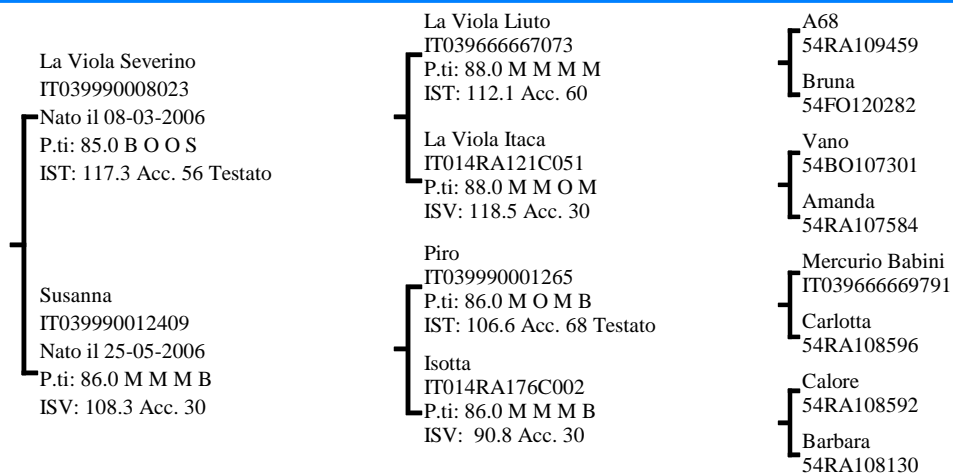 La Viola Severino
IT039990008023
Nato il 08-03-2006
P.ti: 85.0 B O O S
IST: 117.3 Acc. 56 Testato
Susanna
IT039990012409
Nato il 25-05-2006
P.ti: 86.0 M M M B
ISV: 108.3 Acc. 30
La Viola Liuto
IT039666667073
P.ti: 88.0 M M M M
IST: 112.1 Acc. 60
La Viola Itaca
IT014RA121C051
P.ti: 88.0 M M O M
ISV: 118.5 Acc. 30
Piro
IT039990001265
P.ti: 86.0 M O M B
IST: 106.6 Acc. 68 Testato
Isotta
IT014RA176C002
P.ti: 86.0 M M M B
ISV: 90.8 Acc. 30
A68
54RA109459
Bruna
54FO120282
Vano
54BO107301
Amanda
54RA107584
Mercurio Babini
IT039666669791
Carlotta
54RA108596
Calore
54RA108592
Barbara
54RA108130